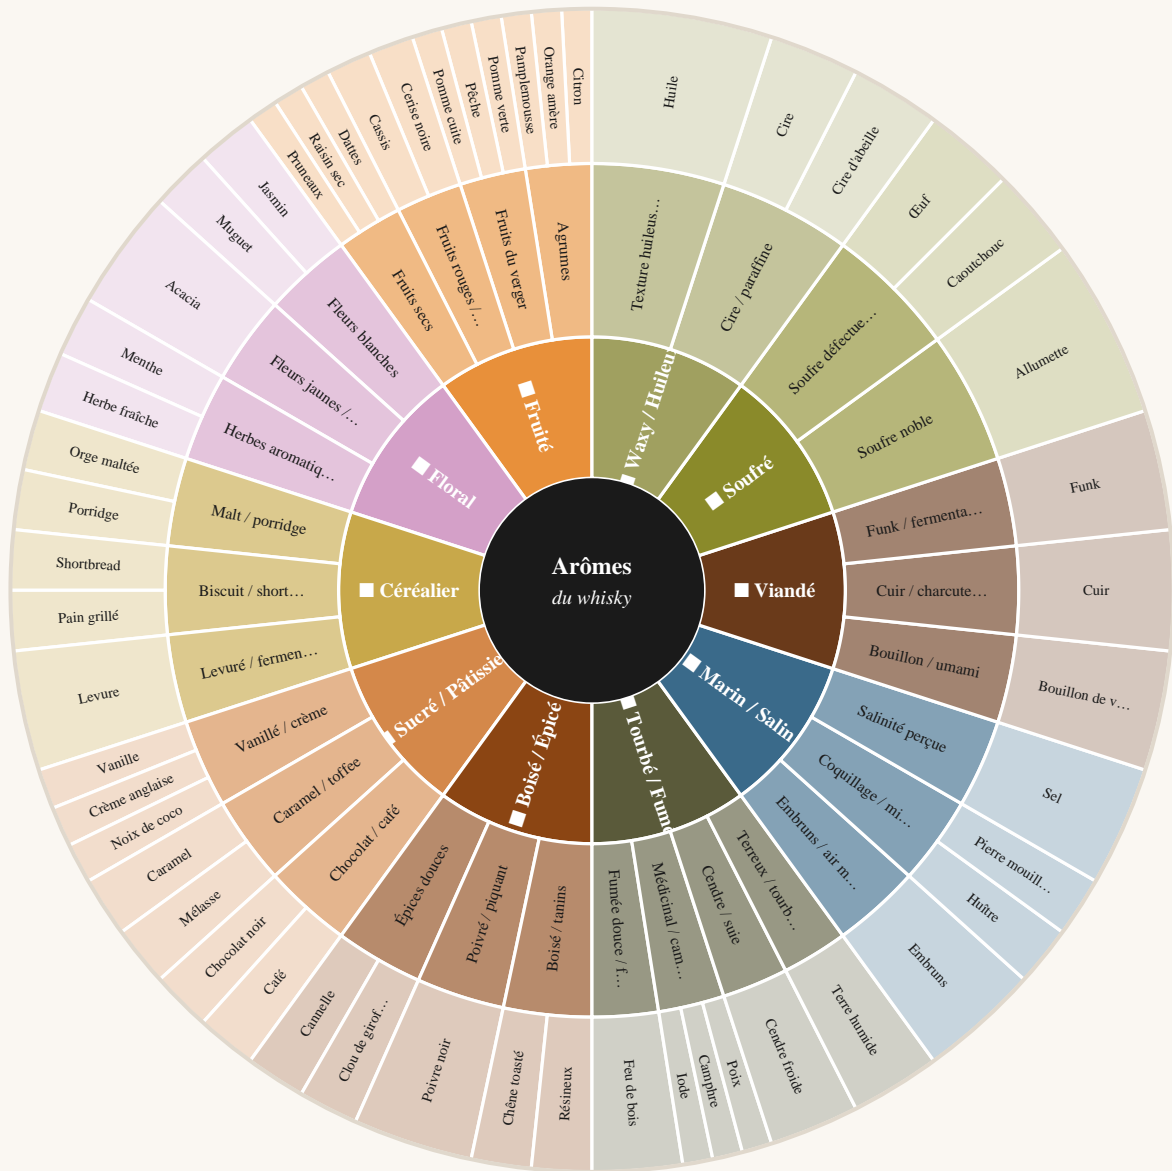 Arômes
du whisky
Waxy / Huileu
Texture huileus…
Huile
Cire / paraffine
Cire
Cire d'abeille
Soufré
Soufre défectue…
Œuf
Caoutchouc
Soufre noble
Allumette
Viandé
Funk / fermenta…
Funk
Cuir / charcute…
Cuir
Bouillon / umami
Bouillon de v…
Marin / Salin
Salinité perçue
Sel
Coquillage / mi…
Pierre mouill…
Huître
Embruns / air m…
Embruns
Tourbé / Fumé
Terreux / tourb…
Terre humide
Cendre / suie
Cendre froide
Médicinal / cam…
Poix
Camphre
Iode
Fumée douce / f…
Feu de bois
Boisé / Épicé
Boisé / tanins
Résineux
Chêne toasté
Poivré / piquant
Poivre noir
Épices douces
Clou de girof…
Cannelle
Sucré / Pâtissie
Chocolat / café
Café
Chocolat noir
Caramel / toffee
Mélasse
Caramel
Vanillé / crème
Noix de coco
Crème anglaise
Vanille
Céréalier
Levuré / fermen…
Levure
Biscuit / short…
Pain grillé
Shortbread
Malt / porridge
Porridge
Orge maltée
Floral
Herbes aromatiq…
Herbe fraîche
Menthe
Fleurs jaunes /…
Acacia
Fleurs blanches
Muguet
Jasmin
Fruité
Fruits secs
Pruneaux
Raisin sec
Dattes
Fruits rouges /…
Cassis
Cerise noire
Fruits du verger
Pomme cuite
Pêche
Pomme verte
Agrumes
Pamplemousse
Orange amère
Citron